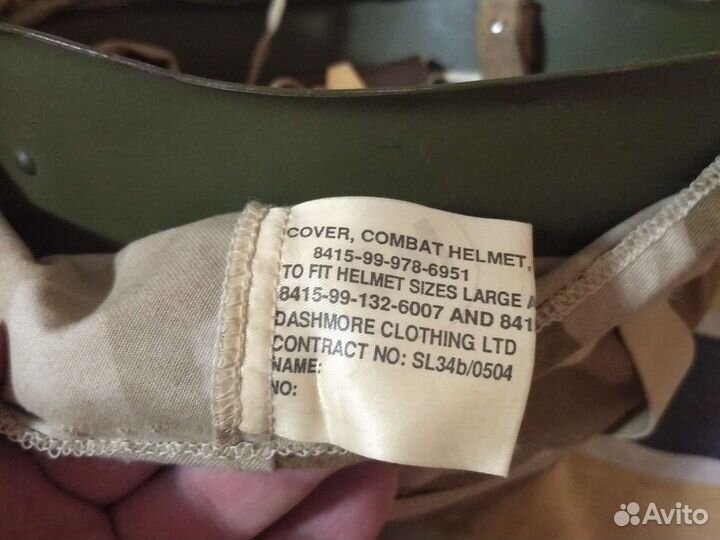 COVER, COMBAT HELMET,
8415-99-978-6951
TO FIT HELMET SIZES LARGE
8415-99-132-6007 AND 841
DASHMORE CLOTHING LTD
CONTRACT NO: SL34b/0504
NAME:
NO:
Avito